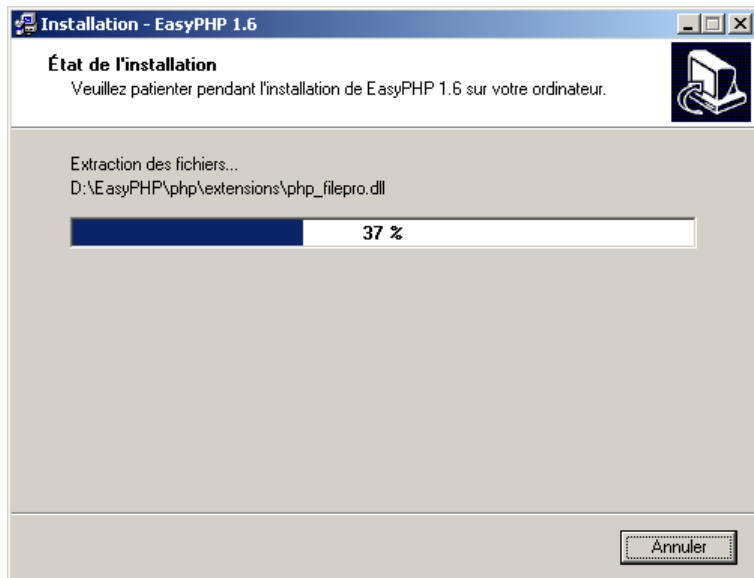 Installation - EasyPHP 1.6
État de l'installation
Veuillez patienter pendant l'installation de EasyPHP 1.6 sur votre ordinateur.
Extraction des fichiers...
D:\EasyPHP\php\extensions\php_filepro.dll
37 %
Annuler